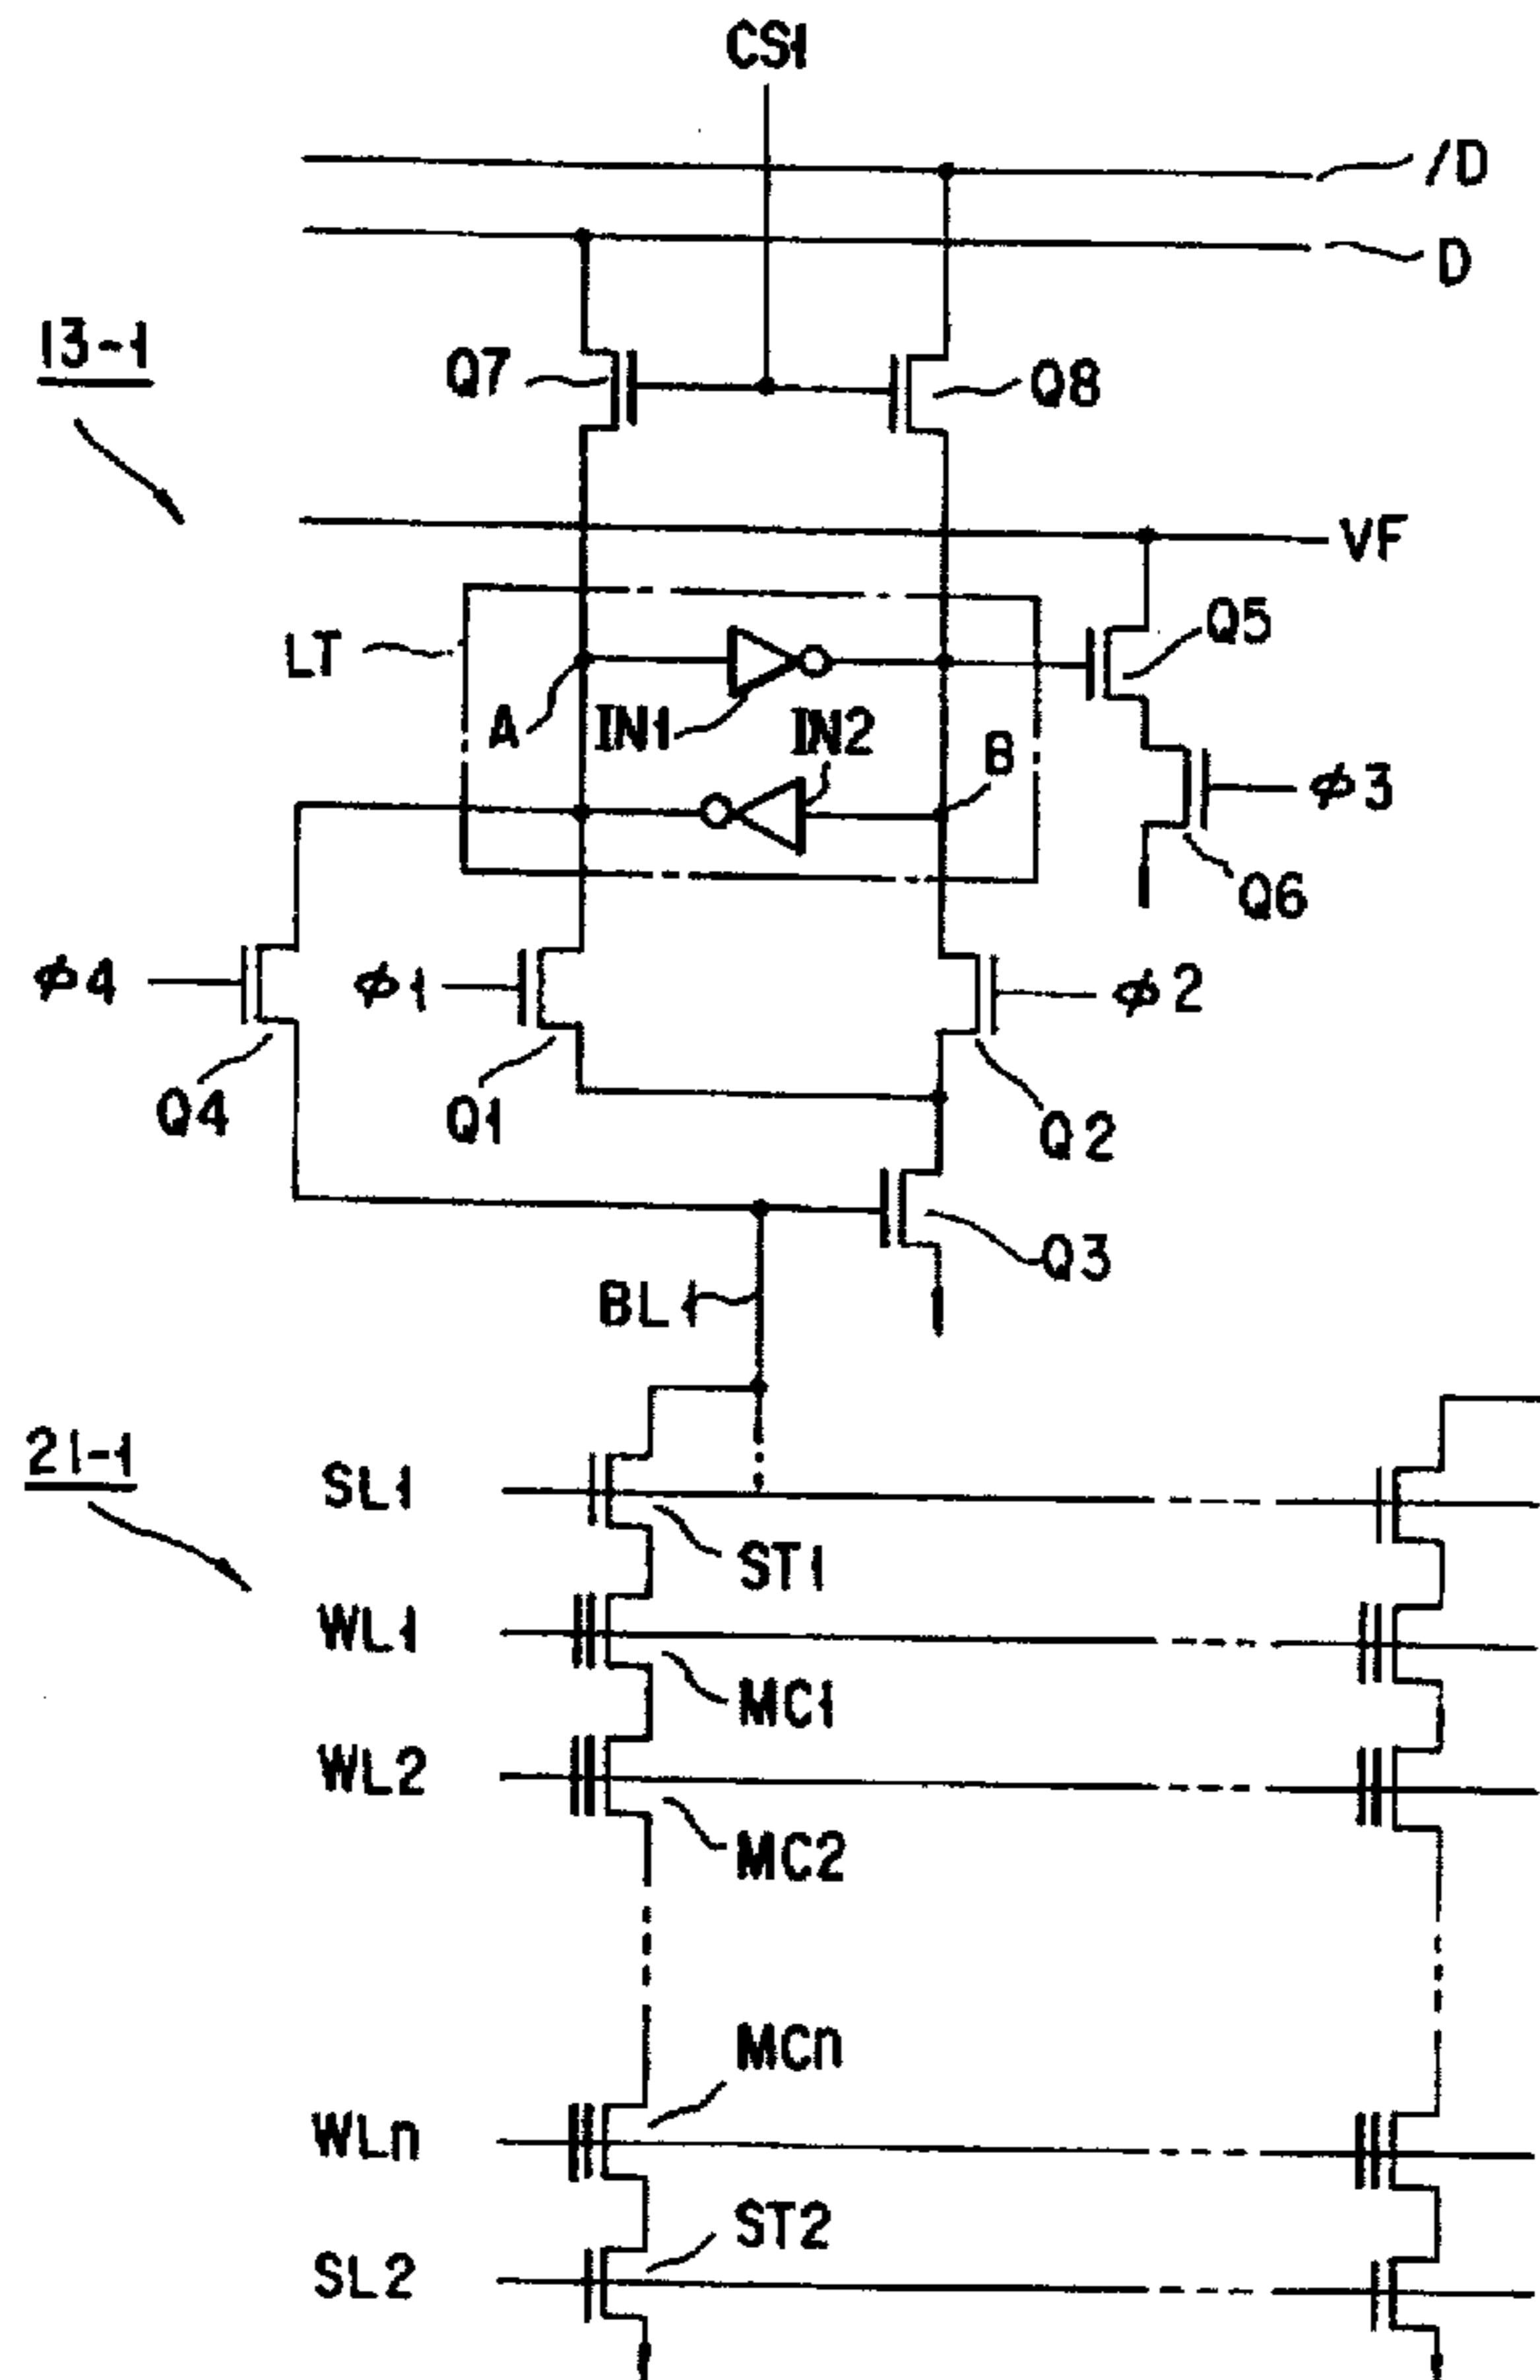 CS1
/D
D
13-1
Q7
Q8
VF
LT
Q5
A
IN1
IN2
B
φ3
Q6
φ4
φ1
φ2
Q4
Q1
Q2
Q3
BL1
21-1
SL1
ST1
WL1
MC1
WL2
MC2
MCn
WLn
ST2
SL2